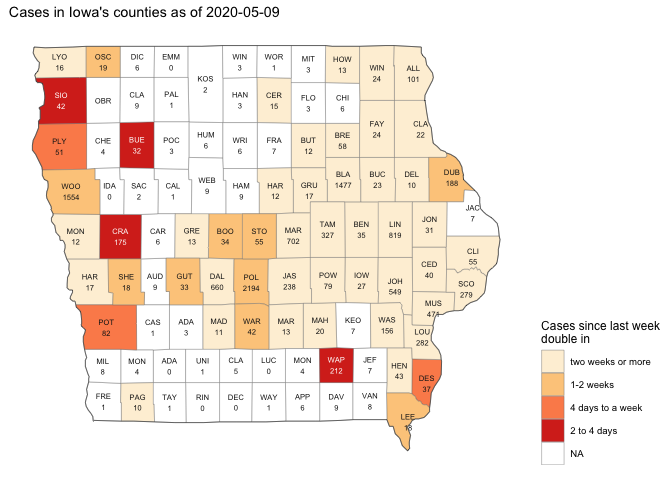 Cases in Iowa's counties as of 2020-05-09
LYO OSC DIC EMM WIN WOR MIT HOW WIN ALL
16 19 6 0 3 1 3 13 24 101
KOS
2
SIO OBR CLA PAL HAN CER FLO CHI
42 9 1 3 15 3 6
PLY CHE BUE POC HUM WRI FRA BUT BRE FAY CLA
51 4 32 3 6 6 7 12 58 24 22
WOO IDA SAC CAL WEB HAM HAR GRU BLA BUC DEL DUB
1554 0 2 1 9 9 12 17 1477 23 10 188
JAC
7
MON CRA CAR GRE BOO STO MAR TAM BEN LIN JON
12 175 6 13 34 55 702 327 35 819 31
CLI
55
HAR SHE AUD GUT DAL POL JAS POW IOW JOH CED
17 18 9 33 660 2194 238 79 27 549 40
SCO
279
MUS
471
POT CAS ADA MAD WAR MAR MAH KEO WAS LOU
82 1 3 11 42 13 20 7 156 282
MIL MON ADA UNI CLA LUC MON WAP JEF HEN DES
8 4 0 1 5 0 4 212 7 43 37
FRE PAG TAY RIN DEC WAY APP DAV VAN LEE
1 10 1 0 0 1 6 9 8
Cases since last week
double in
two weeks or more
1-2 weeks
4 days to a week
2 to 4 days
NA